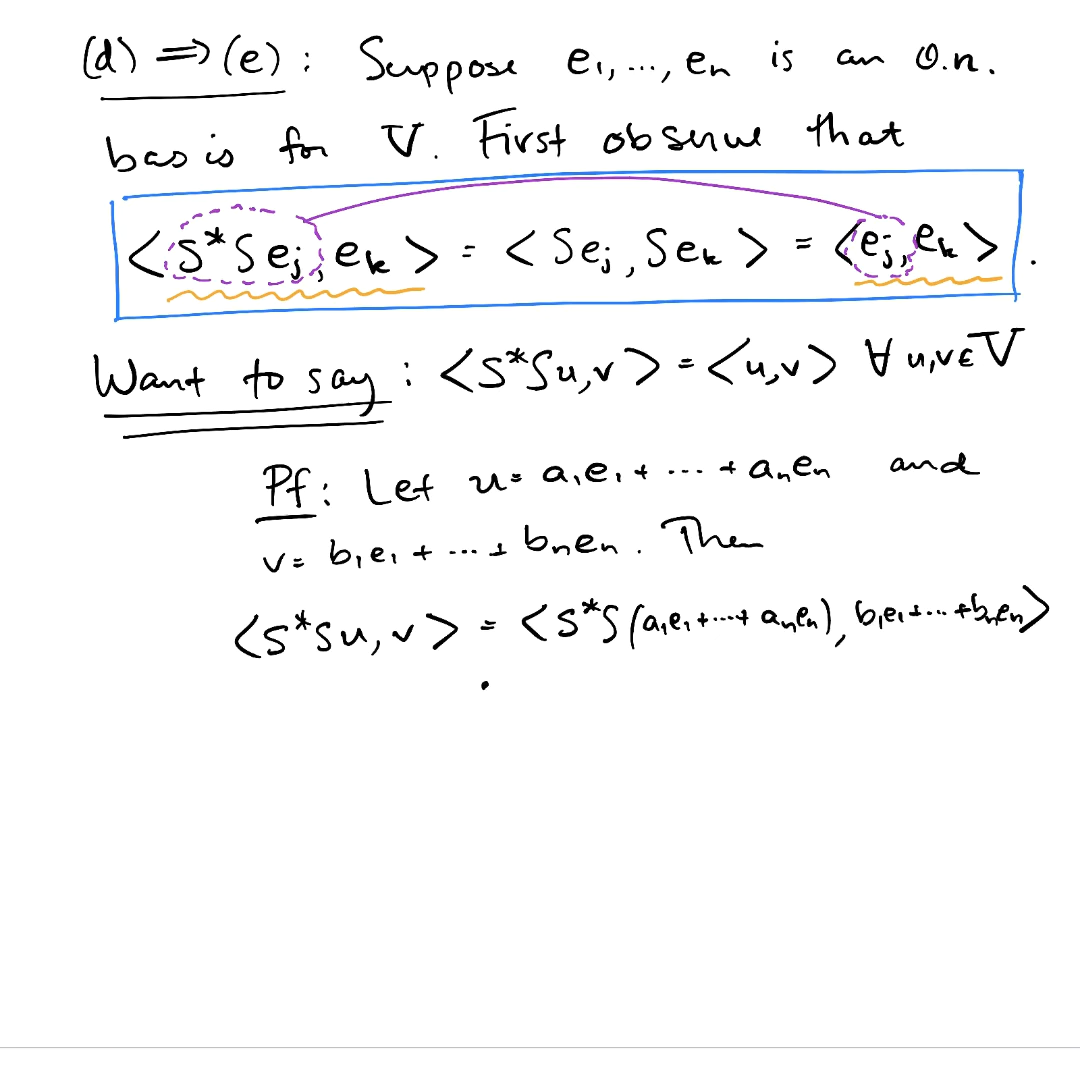 (d) ⟹ (e) : Suppose e₁, ..., eₙ is an o.n.
basis for V. First observe that
<S*Seⱼ, eₖ> = <Seⱼ, Seₖ> = <eⱼ, eₖ>.
Want to say : <S*Su, v> = <u, v> ∀ u, v ∈ V
Pf : Let u = a₁e₁ + ... + aₙeₙ and
v = b₁e₁ + ... + bₙeₙ. Then
<S*Su, v> = <S*S(a₁e₁ + ... + aₙeₙ), b₁e₁ + ... + bₙeₙ>